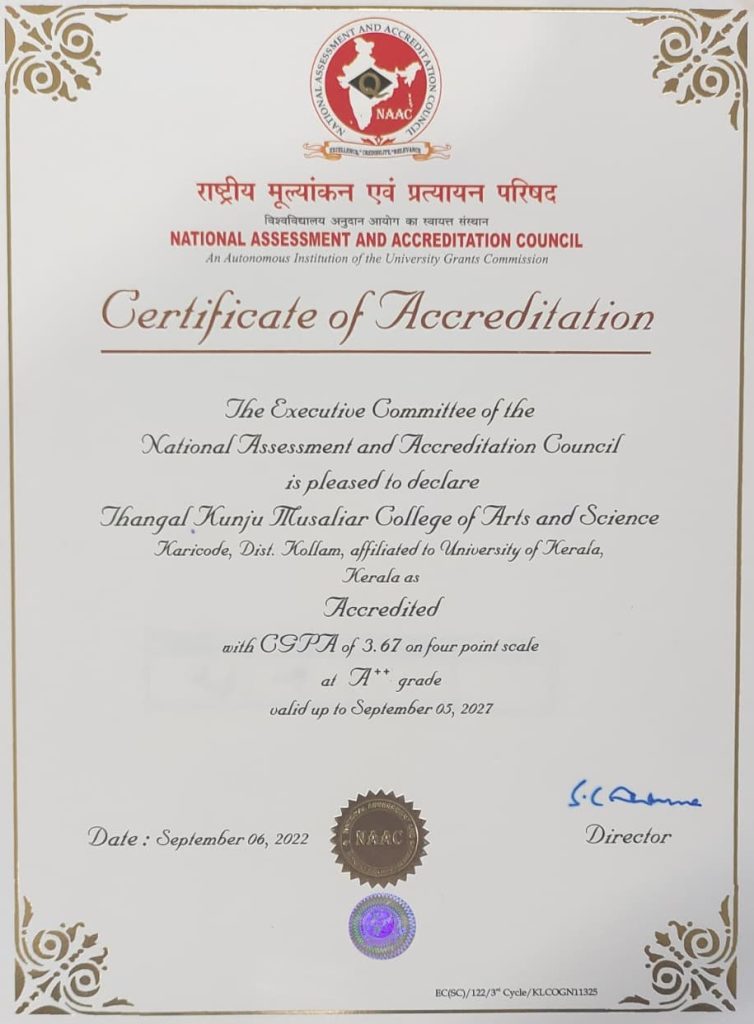 NATIONAL ASSESSMENT AND ACCREDITATION COUNCIL
Q
NAAC
EXCELLENCE * CREDIBILITY * RELEVANCE
राष्ट्रीय मूल्यांकन एवं प्रत्यायन परिषद
विश्वविद्यालय अनुदान आयोग का स्वायत्त संस्थान
NATIONAL ASSESSMENT AND ACCREDITATION COUNCIL
An Autonomous Institution of the University Grants Commission
Certificate of Accreditation
The Executive Committee of the
National Assessment and Accreditation Council
is pleased to declare
Thangal Kunju Musaliar College of Arts and Science
Karicode, Dist. Kollam, affiliated to University of Kerala,
Kerala as
Accredited
with CGPA of 3.67 on four point scale
at A++ grade
valid up to September 05, 2027
Date : September 06, 2022
NAAC
Director
EC(SC)/122/3rd Cycle/KLCOGN11325